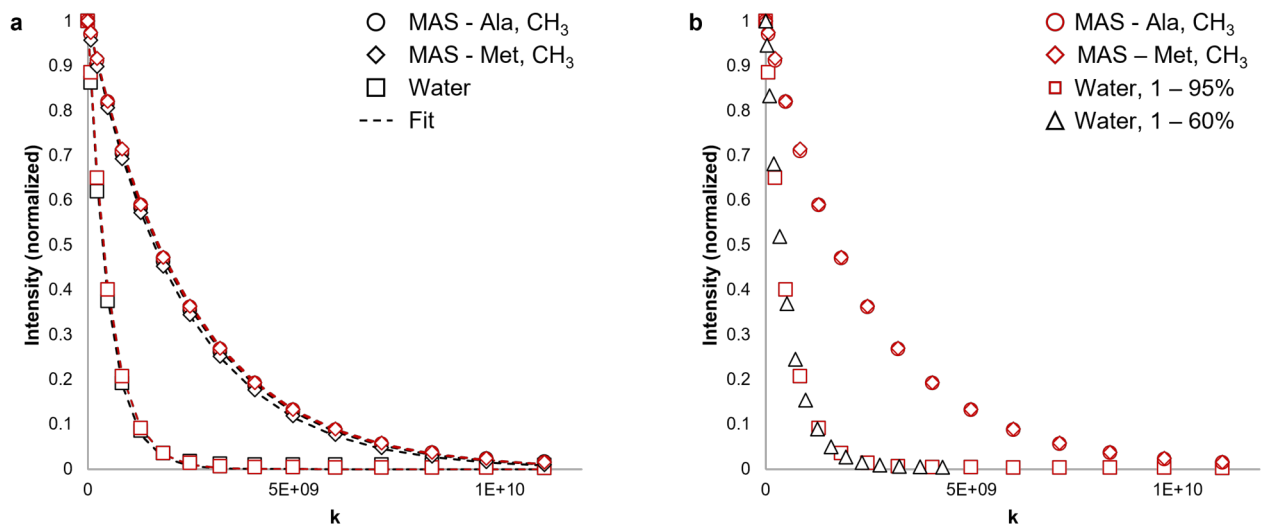 a
MAS - Ala, CH₃
MAS - Met, CH₃
Water
Fit
Intensity (normalized)
1
0.9
0.8
0.7
0.6
0.5
0.4
0.3
0.2
0.1
0
0
5E+09
1E+10
k
b
MAS - Ala, CH₃
MAS – Met, CH₃
Water, 1 – 95%
Water, 1 – 60%
Intensity (normalized)
1
0.9
0.8
0.7
0.6
0.5
0.4
0.3
0.2
0.1
0
0
5E+09
1E+10
k